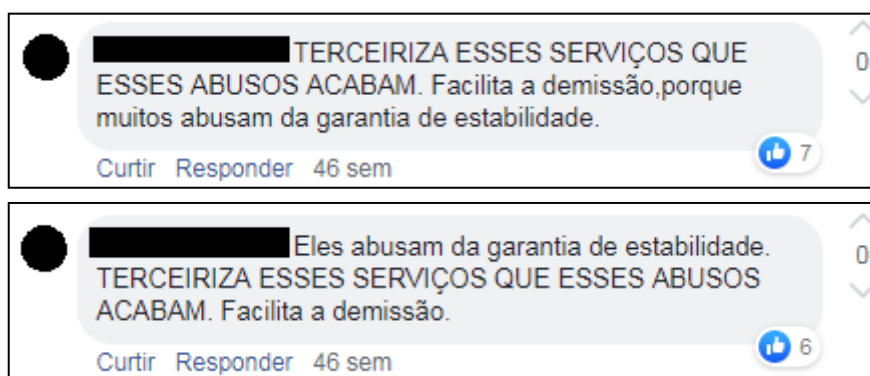 TERCEIRIZA ESSES SERVIÇOS QUE
ESSES ABUSOS ACABAM. Facilita a demissão,porque
muitos abusam da garantia de estabilidade.
0
7
Curtir Responder 46 sem
Eles abusam da garantia de estabilidade.
TERCEIRIZA ESSES SERVIÇOS QUE ESSES ABUSOS
ACABAM. Facilita a demissão.
0
6
Curtir Responder 46 sem